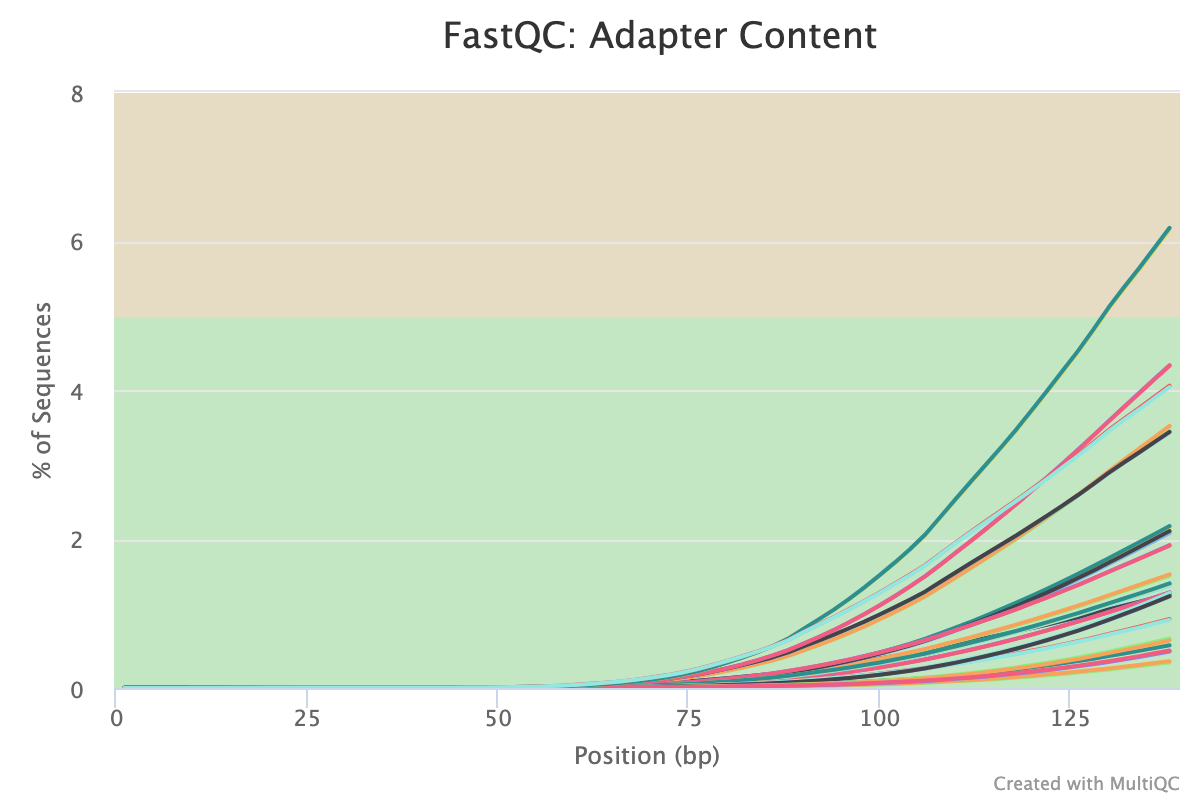 FastQC: Adapter Content
8
6
4
2
0
% of Sequences
0 25 50 75 100 125
Position (bp)
Created with MultiQC